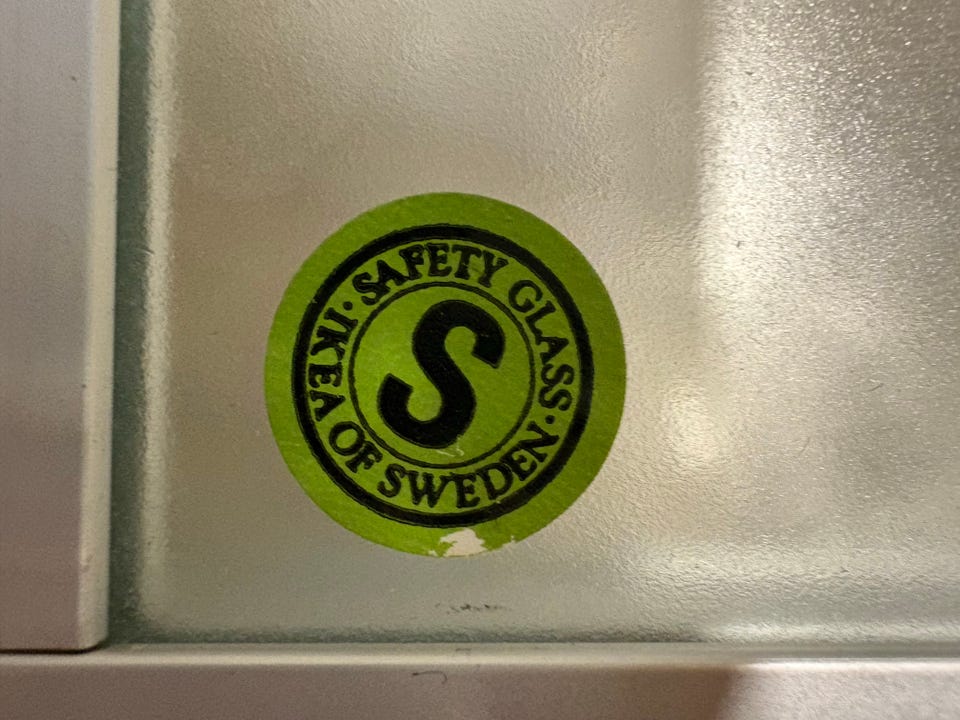 · SAFETY GLASS ·
IKEA OF SWEDEN
S